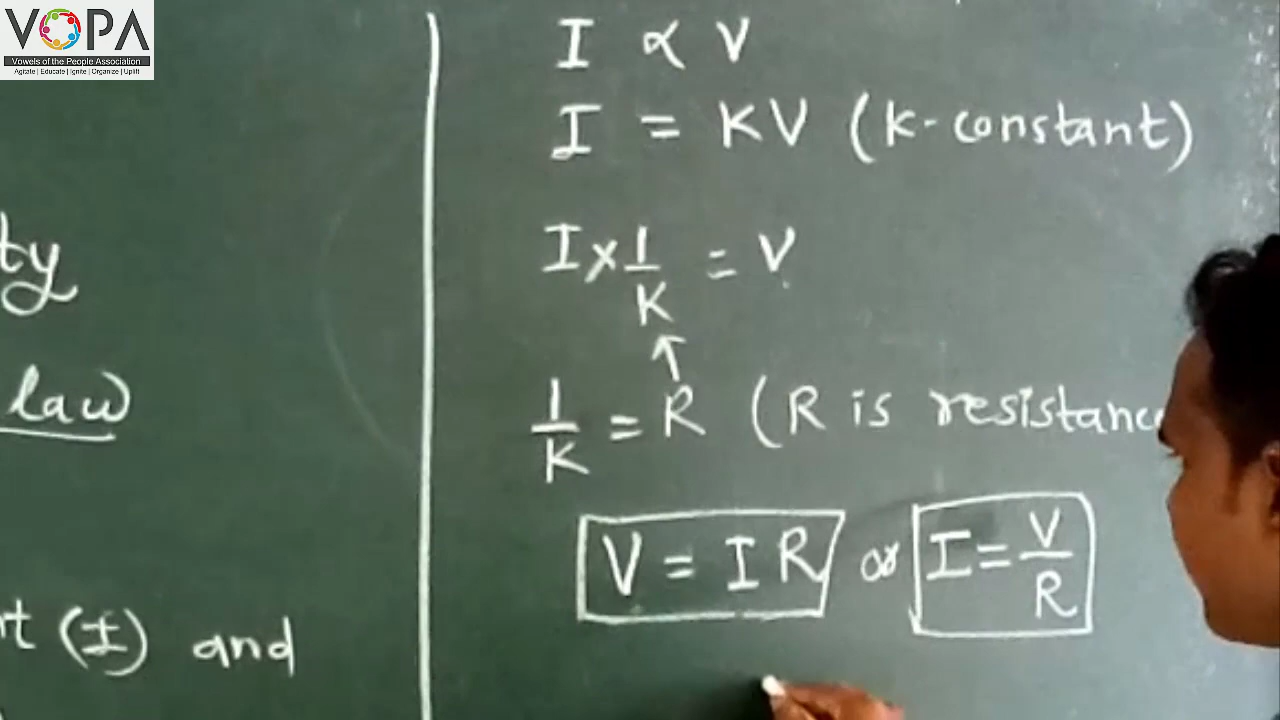 VOPA
Vowels of the People Association
Agitate | Educate | Ignite | Organize | Uplift
ty
law
(I) and
I ∝ V
I = KV (K-constant)
I × 1/K = V
↑
1/K = R (R is resistance
V = IR or I = V/R